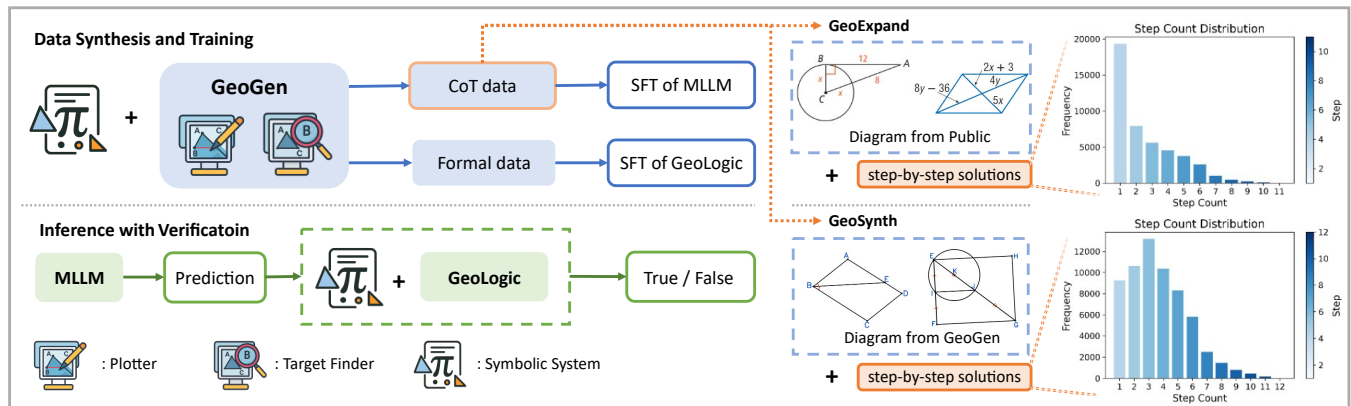 Data Synthesis and Training
GeoGen
A
C
B
C
π
+
CoT data
SFT of MLLM
Formal data
SFT of GeoLogic
Inference with Verificatoin
MLLM
Prediction
π
+
GeoLogic
True / False
: Plotter
: Target Finder
π
: Symbolic System
GeoExpand
B
12
A
x
8
C
x
2x + 3
8y − 36
4y
5x
Diagram from Public
+
step-by-step solutions
Step Count Distribution
Frequency
20000
15000
10000
5000
0
1 2 3 4 5 6 7 8 9 10 11
Step Count
10
8
6
4
2
Step
GeoSynth
A
B
E
D
C
E
H
K
I
J
F
G
Diagram from GeoGen
+
step-by-step solutions
Step Count Distribution
Frequency
12000
10000
8000
6000
4000
2000
0
1 2 3 4 5 6 7 8 9 10 11 12
Step Count
12
10
8
6
4
2
Step